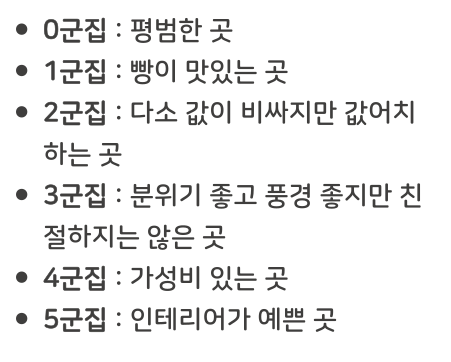 • 0군집 : 평범한 곳
• 1군집 : 빵이 맛있는 곳
• 2군집 : 다소 값이 비싸지만 값어치
하는 곳
• 3군집 : 분위기 좋고 풍경 좋지만 친
절하지는 않은 곳
• 4군집 : 가성비 있는 곳
• 5군집 : 인테리어가 예쁜 곳